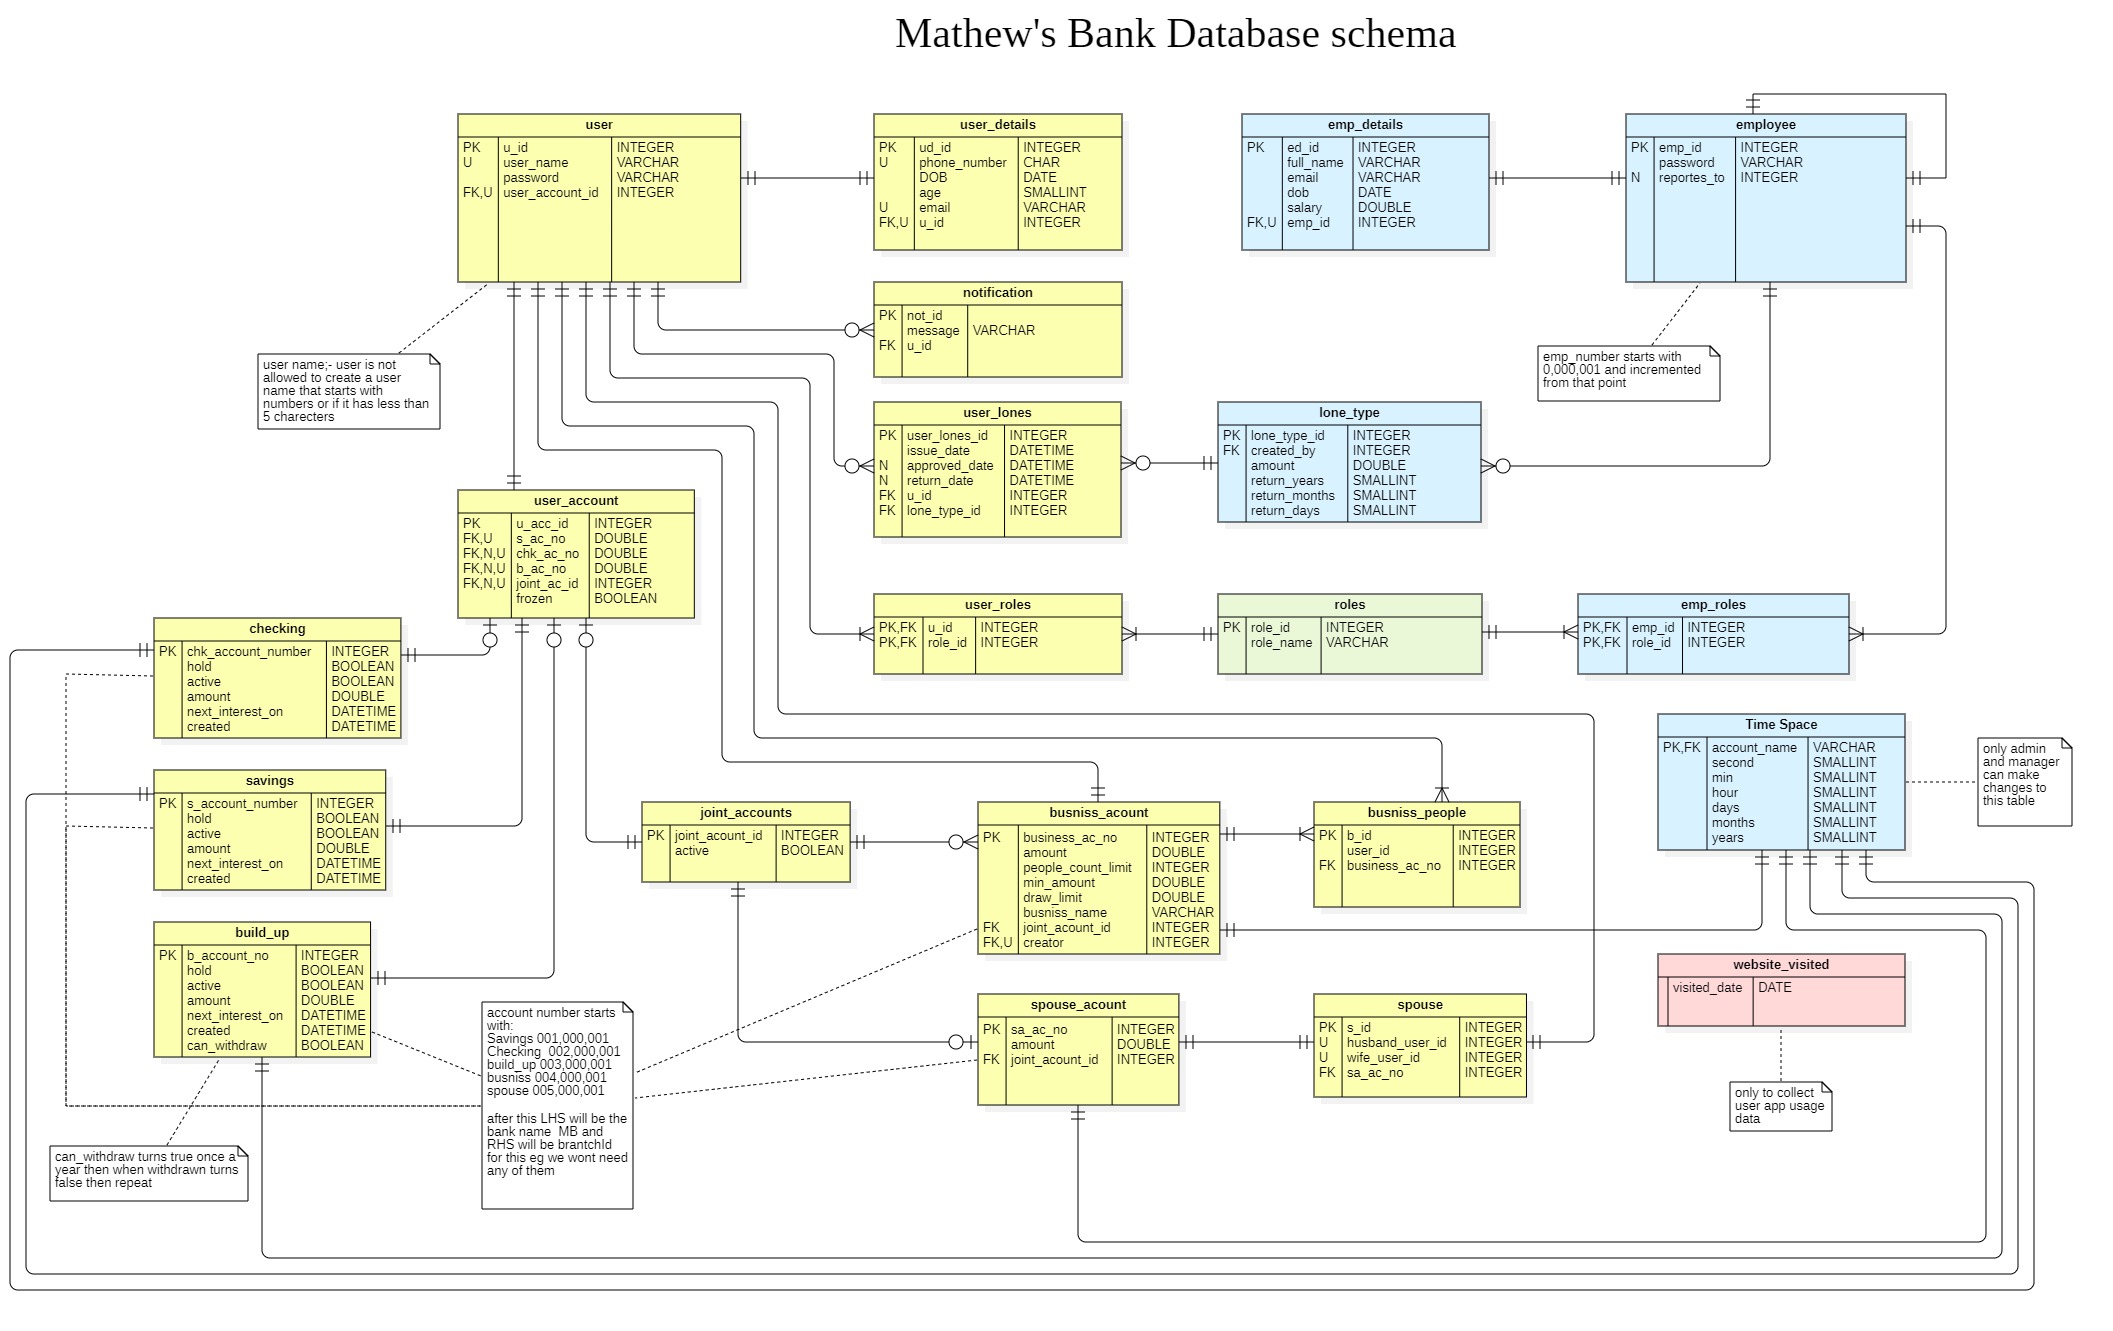 Mathew's Bank Database schema
user
PK u_id INTEGER
U user_name VARCHAR
password VARCHAR
FK,U user_account_id INTEGER
user_details
PK ud_id INTEGER
U phone_number CHAR
DOB DATE
age SMALLINT
U email VARCHAR
FK,U u_id INTEGER
emp_details
PK ed_id INTEGER
full_name VARCHAR
email VARCHAR
dob DATE
salary DOUBLE
FK,U emp_id INTEGER
employee
PK emp_id INTEGER
password VARCHAR
N reportes_to INTEGER
notification
PK not_id
message VARCHAR
FK u_id
user name;- user is not
allowed to create a user
name that starts with
numbers or if it has less than
5 charecters
emp_number starts with
0,000,001 and incremented
from that point
user_lones
PK user_lones_id INTEGER
issue_date DATETIME
N approved_date DATETIME
N return_date DATETIME
FK u_id INTEGER
FK lone_type_id INTEGER
lone_type
PK lone_type_id INTEGER
FK created_by INTEGER
amount DOUBLE
return_years SMALLINT
return_months SMALLINT
return_days SMALLINT
user_account
PK u_acc_id INTEGER
FK,U s_ac_no DOUBLE
FK,N,U chk_ac_no DOUBLE
FK,N,U b_ac_no DOUBLE
FK,N,U joint_ac_id INTEGER
frozen BOOLEAN
user_roles
PK,FK u_id INTEGER
PK,FK role_id INTEGER
roles
PK role_id INTEGER
role_name VARCHAR
emp_roles
PK,FK emp_id INTEGER
PK,FK role_id INTEGER
checking
PK chk_account_number INTEGER
hold BOOLEAN
active BOOLEAN
amount DOUBLE
next_interest_on DATETIME
created DATETIME
Time Space
PK,FK account_name VARCHAR
second SMALLINT
min SMALLINT
hour SMALLINT
days SMALLINT
months SMALLINT
years SMALLINT
only admin
and manager
can make
changes to
this table
savings
PK s_account_number INTEGER
hold BOOLEAN
active BOOLEAN
amount DOUBLE
next_interest_on DATETIME
created DATETIME
joint_accounts
PK joint_acount_id INTEGER
active BOOLEAN
busniss_acount
PK business_ac_no INTEGER
amount DOUBLE
people_count_limit INTEGER
min_amount DOUBLE
draw_limit DOUBLE
busniss_name VARCHAR
FK joint_acount_id INTEGER
FK,U creator INTEGER
busniss_people
PK b_id INTEGER
user_id INTEGER
FK business_ac_no INTEGER
build_up
PK b_account_no INTEGER
hold BOOLEAN
active BOOLEAN
amount DOUBLE
next_interest_on DATETIME
created DATETIME
can_withdraw BOOLEAN
website_visited
visited_date DATE
account number starts
with:
Savings 001,000,001
Checking 002,000,001
build_up 003,000,001
busniss 004,000,001
spouse 005,000,001
after this LHS will be the
bank name MB and
RHS will be brantchId
for this eg we wont need
any of them
spouse_acount
PK sa_ac_no INTEGER
amount DOUBLE
FK joint_acount_id INTEGER
spouse
PK s_id INTEGER
U husband_user_id INTEGER
U wife_user_id INTEGER
FK sa_ac_no INTEGER
only to collect
user app usage
data
can_withdraw turns true once a
year then when withdrawn turns
false then repeat